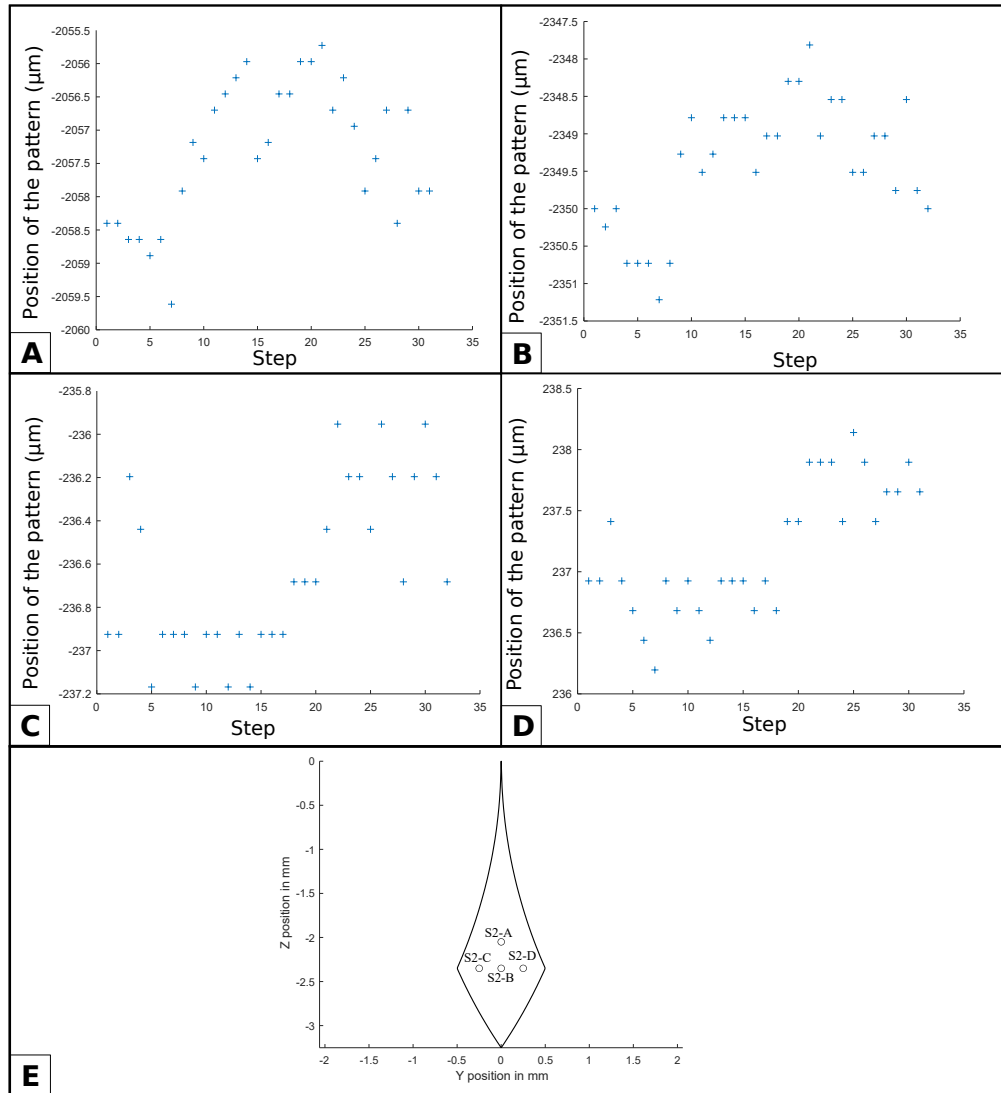 Position of the pattern (μm)
-2055.5
-2056
-2056.5
-2057
-2057.5
-2058
-2058.5
-2059
-2059.5
-2060
0 5 10 15 20 25 30 35
Step
A
Position of the pattern (μm)
-2347.5
-2348
-2348.5
-2349
-2349.5
-2350
-2350.5
-2351
-2351.5
0 5 10 15 20 25 30 35
Step
B
Position of the pattern (μm)
-235.8
-236
-236.2
-236.4
-236.6
-236.8
-237
-237.2
0 5 10 15 20 25 30 35
Step
C
Position of the pattern (μm)
238.5
238
237.5
237
236.5
236
0 5 10 15 20 25 30 35
Step
D
Z position in mm
0
-0.5
-1
-1.5
-2
-2.5
-3
S2-A
S2-C S2-D
S2-B
-2 -1.5 -1 -0.5 0 0.5 1 1.5 2
Y position in mm
E